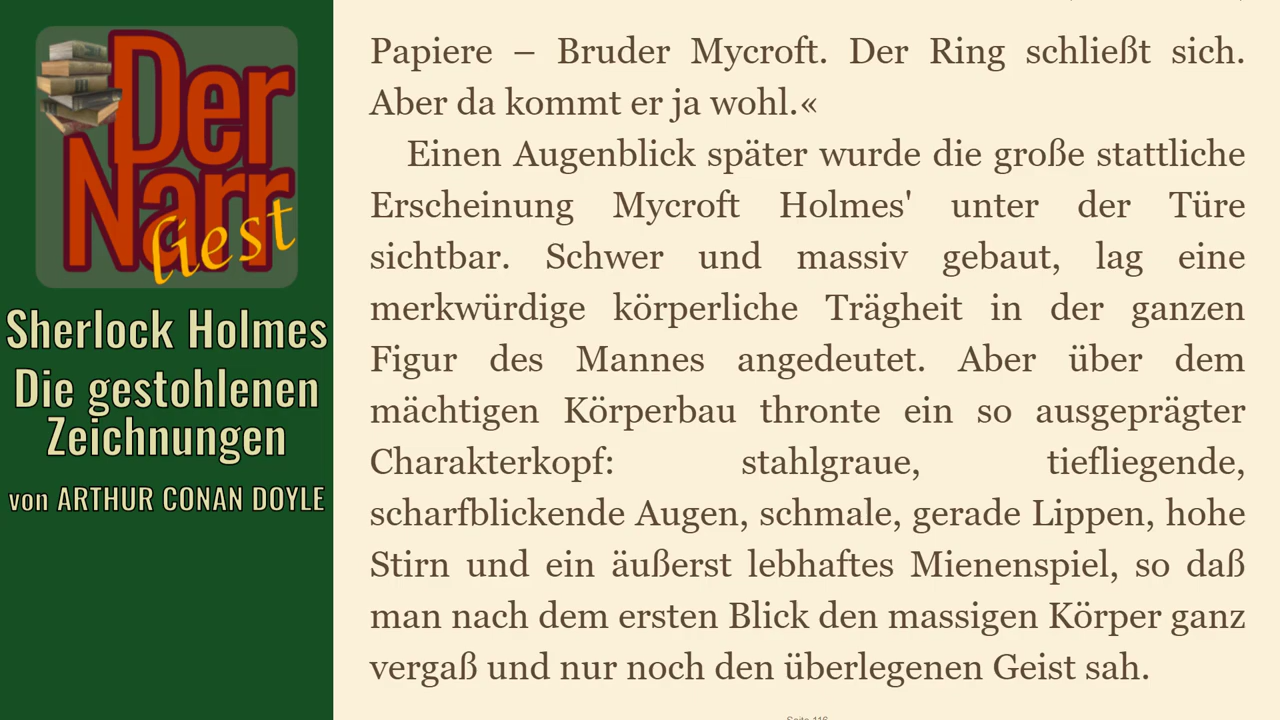 Der
Narr
liest
Sherlock Holmes
Die gestohlenen
Zeichnungen
von ARTHUR CONAN DOYLE
Papiere – Bruder Mycroft. Der Ring schließt sich.
Aber da kommt er ja wohl.«
Einen Augenblick später wurde die große stattliche
Erscheinung Mycroft Holmes' unter der Türe
sichtbar. Schwer und massiv gebaut, lag eine
merkwürdige körperliche Trägheit in der ganzen
Figur des Mannes angedeutet. Aber über dem
mächtigen Körperbau thronte ein so ausgeprägter
Charakterkopf: stahlgraue, tiefliegende,
scharfblickende Augen, schmale, gerade Lippen, hohe
Stirn und ein äußerst lebhaftes Mienenspiel, so daß
man nach dem ersten Blick den massigen Körper ganz
vergaß und nur noch den überlegenen Geist sah.